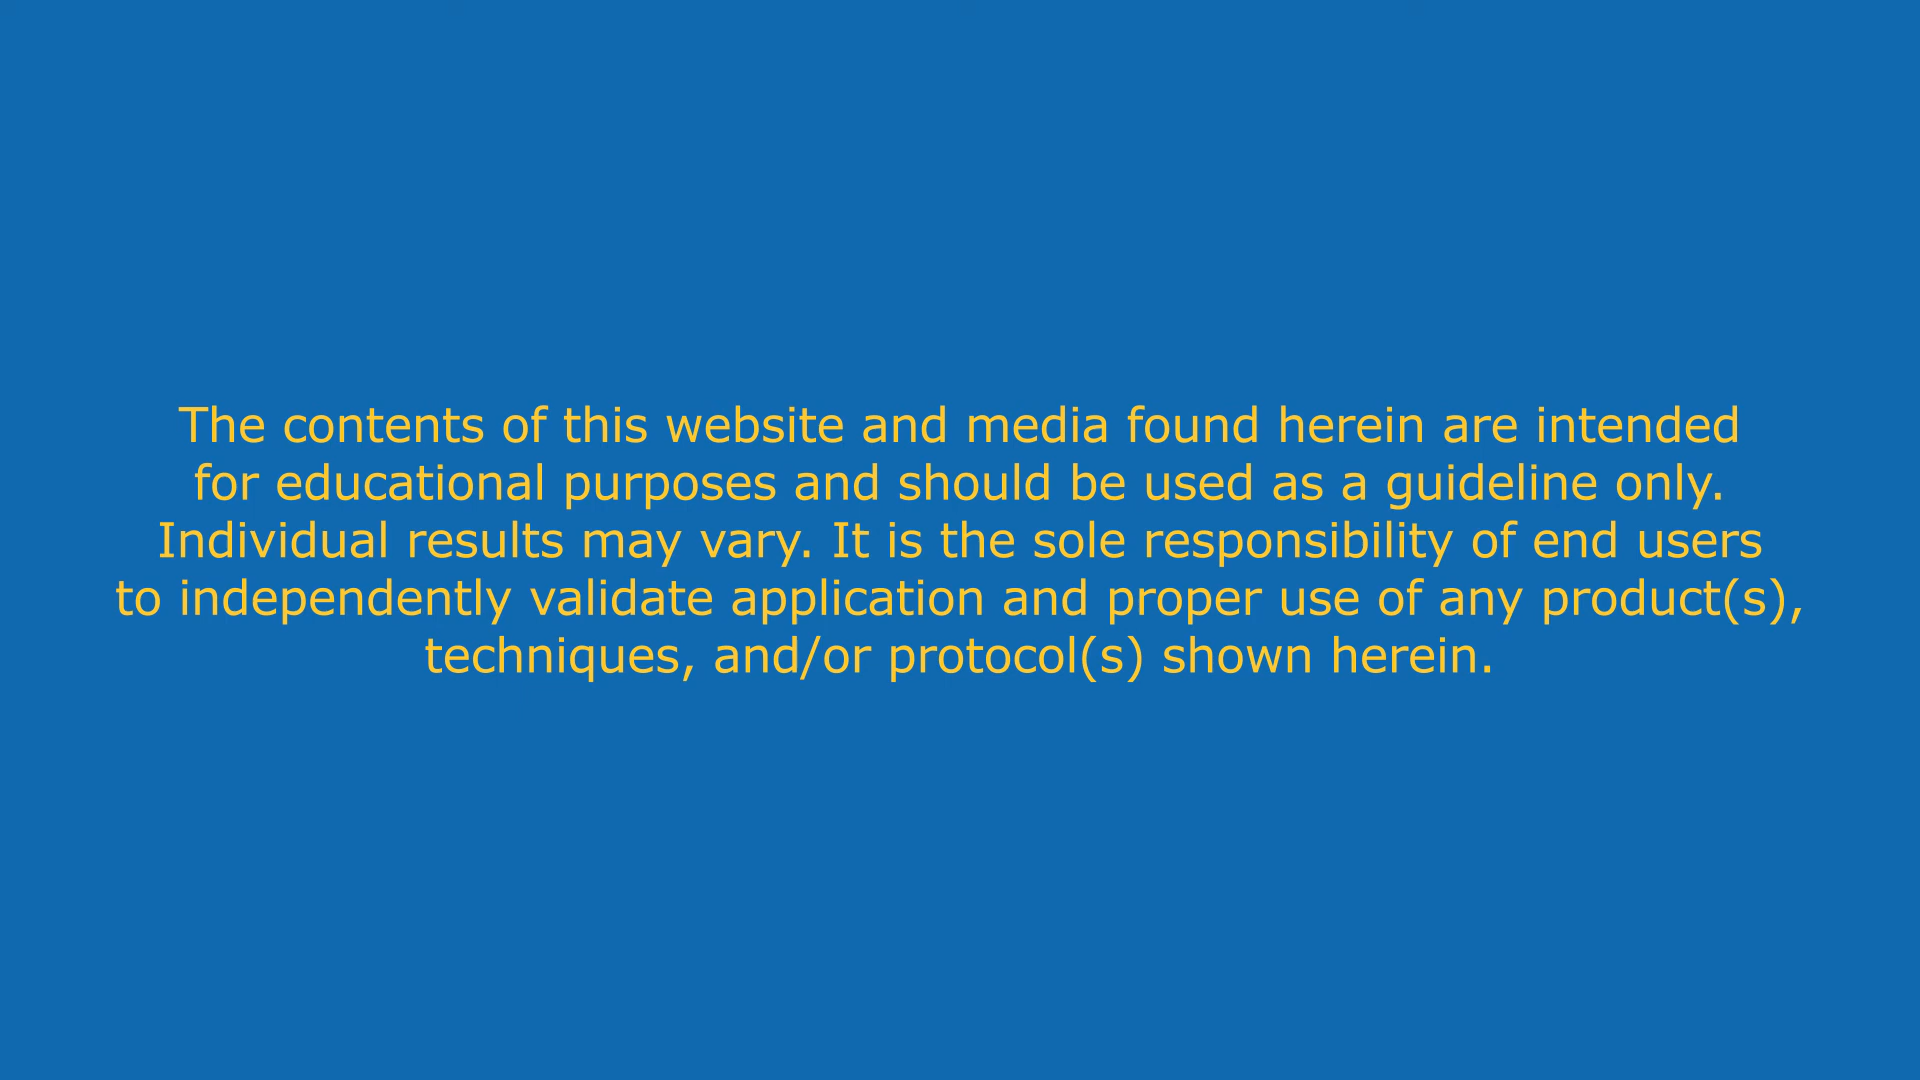 The contents of this website and media found herein are intended
for educational purposes and should be used as a guideline only.
Individual results may vary. It is the sole responsibility of end users
to independently validate application and proper use of any product(s),
techniques, and/or protocol(s) shown herein.